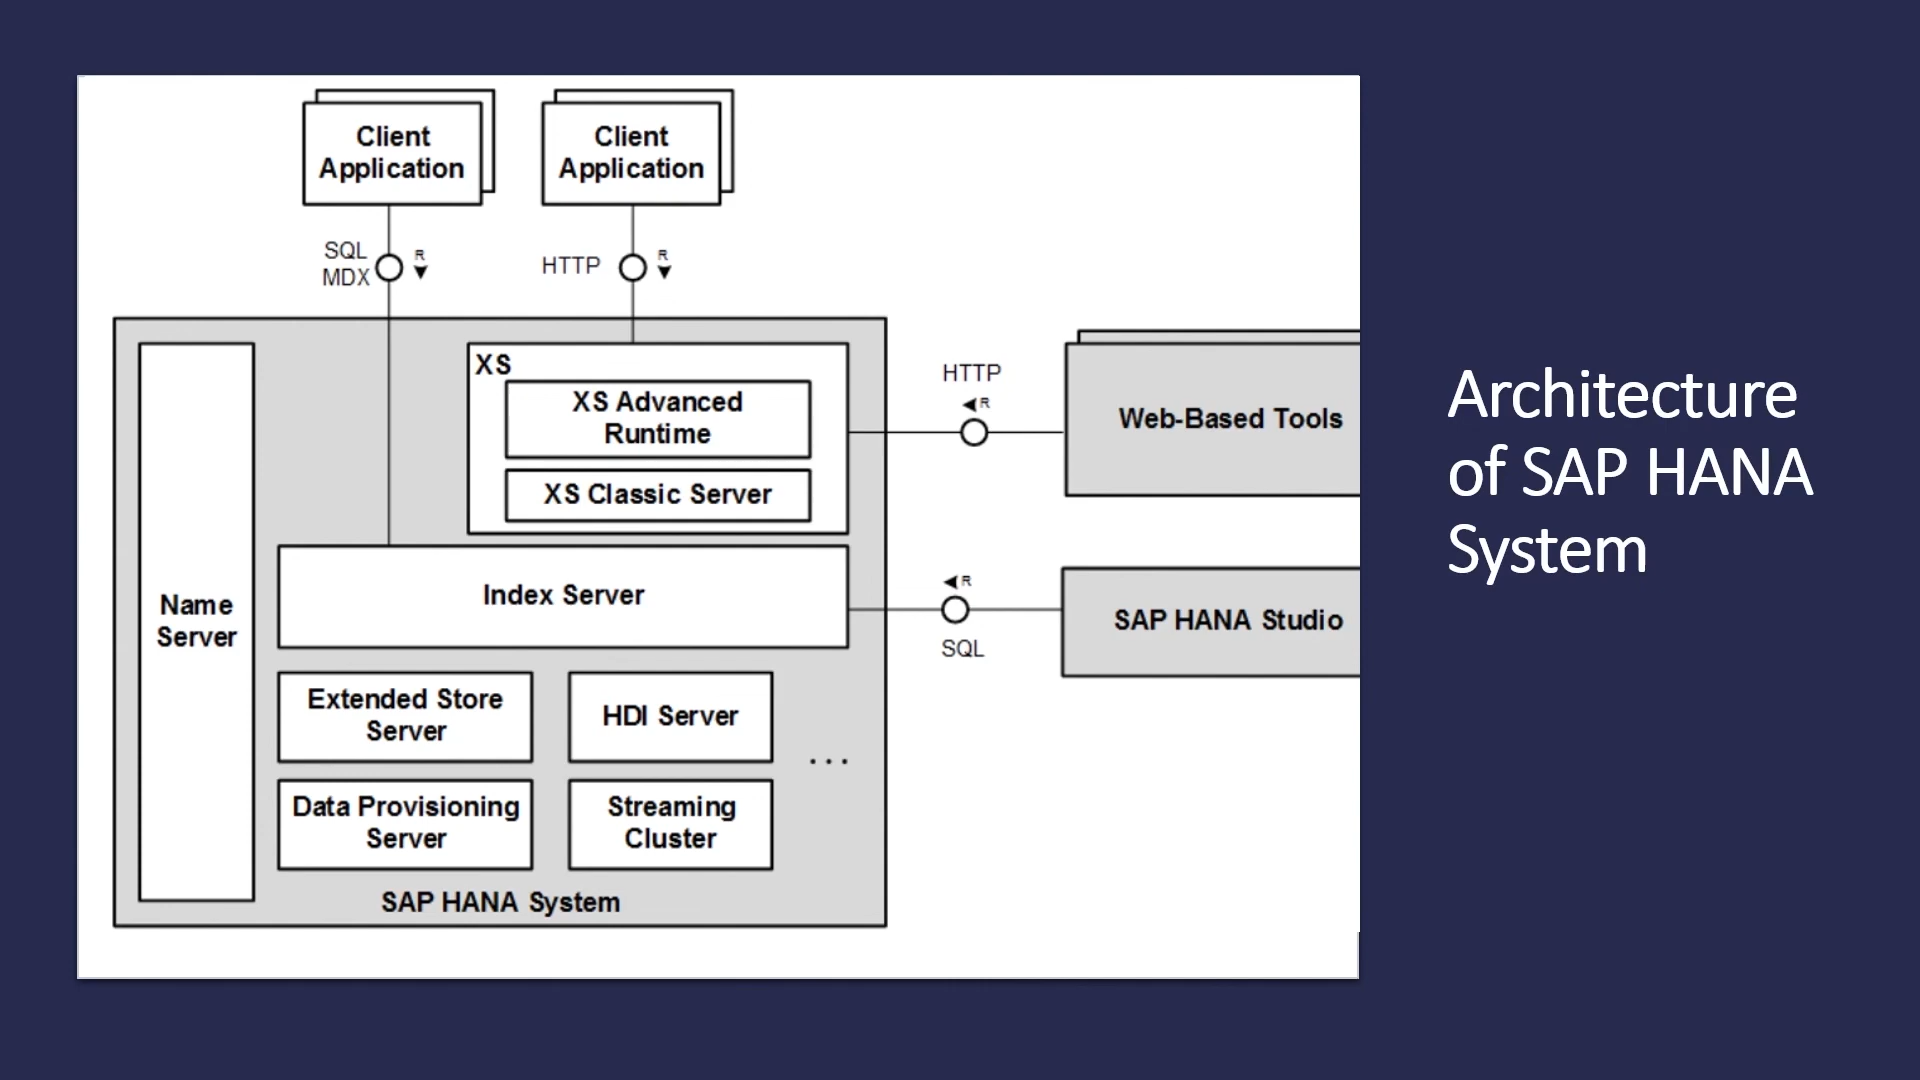 Client
Application
Client
Application
SQL
MDX
R
HTTP
R
XS
XS Advanced
Runtime
XS Classic Server
HTTP
R
Web-Based Tools
Name
Server
Index Server
R
SQL
SAP HANA Studio
Extended Store
Server
HDI Server
...
Data Provisioning
Server
Streaming
Cluster
SAP HANA System
Architecture
of SAP HANA
System